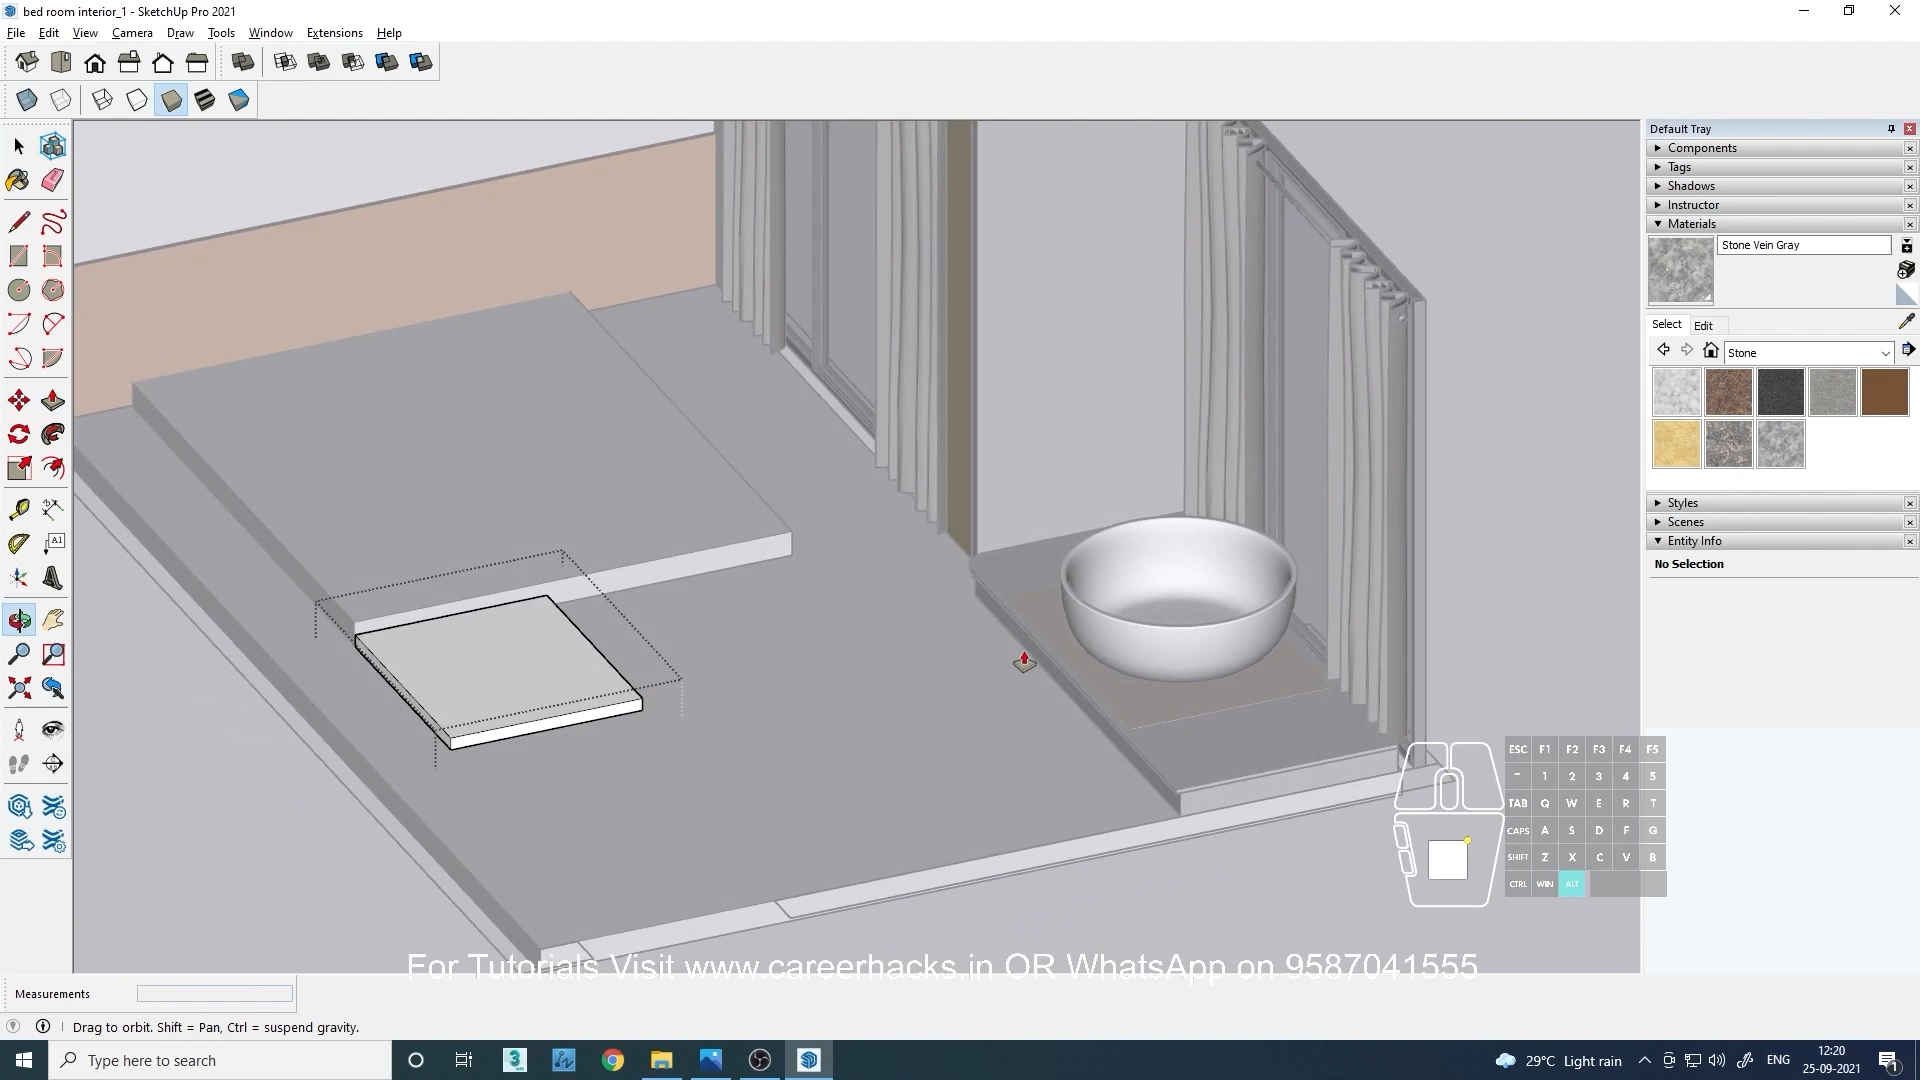 bed room interior_1 - SketchUp Pro 2021
File Edit View Camera Draw Tools Window Extensions Help
Default Tray
Components
Tags
Shadows
Instructor
Materials
Stone Vein Gray
Select Edit
Stone
Styles
Scenes
Entity Info
No Selection
A1
ESC F1 F2 F3 F4 F5
~ 1 2 3 4 5
TAB Q W E R T
CAPS A S D F G
SHIFT Z X C V B
CTRL WIN ALT
For Tutorials Visit www.careerhacks.in OR WhatsApp on 9587041555
Measurements
Drag to orbit. Shift = Pan, Ctrl = suspend gravity.
Type here to search
3
29°C Light rain
ENG
12:20
25-09-2021
1